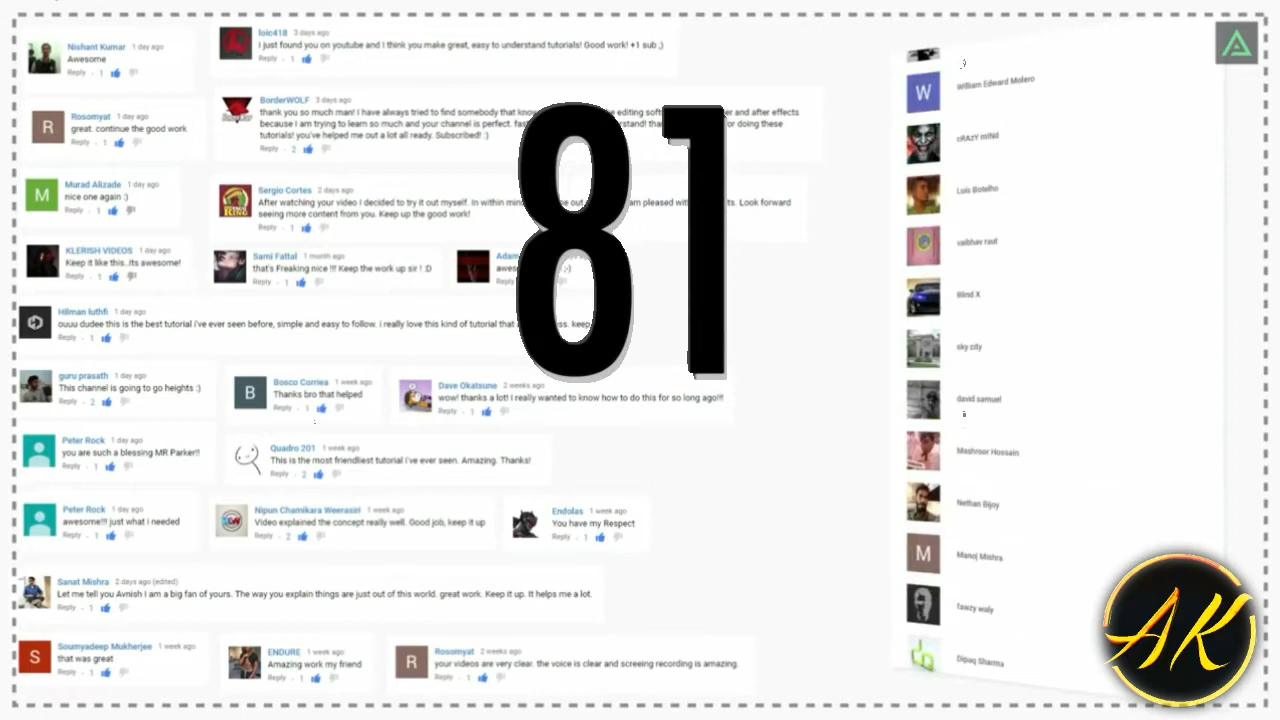 Nishant Kumar 1 day ago
Awesome
Reply 1
loic418 3 days ago
I just found you on youtube and I think you make great, easy to understand tutorials! Good work! +1 sub ;)
Reply 1
R
Rosomyat 1 day ago
great. continue the good work
Reply 1
BorderWOLF 3 days ago
thank you so much man! I have always tried to find somebody that editing and after effects
because I am trying to learn so much and your channel is perfect. for doing these
tutorials! you've helped me out a lot all ready. Subscribed! :)
Reply 2
81
M
Murad Alizade 1 day ago
nice one again :)
Reply 1
Sergio Cortes 2 days ago
After watching your video I decided to try it out myself. In within am pleased Look forward
seeing more content from you. Keep up the good work!
Reply 1
KLERISH VIDEOS 1 day ago
Keep it like this..its awesome!
Reply 1
Sami Fattal 1 month ago
that's Freaking nice !!! Keep the work up sir ! :D
Reply 1
Adam
Hilman luthfi 1 day ago
ouuu dudee this is the best tutorial i've ever seen before, simple and easy to follow. i really love this kind of tutorial that keep
Reply 1
guru prasath 1 day ago
This channel is going to go heights :)
Reply 2
B
Bosco Corriea 1 week ago
Thanks bro that helped
Reply 1
Dave Okatsune 2 weeks ago
wow! thanks a lot! I really wanted to know how to do this for so long ago!!!
Reply 1
Peter Rock 1 day ago
you are such a blessing MR Parker!!
Reply 1
Quadro 201 1 week ago
This is the most friendliest tutorial i've ever seen. Amazing. Thanks!
Reply 2
Peter Rock 1 day ago
awesome!!! just what i needed
Reply 1
Nipun Chamikara Weerasiri 1 week ago
Video explained the concept really well. Good job, keep it up
Reply 2
Endolas 1 week ago
You have my Respect
Reply 1
Sanat Mishra 2 days ago (edited)
Let me tell you Avnish I am a big fan of yours. The way you explain things are just out of this world. great work. Keep it up. It helps me a lot.
Reply 1
S
Soumyadeep Mukherjee 1 week ago
that was great
Reply 1
ENDURE 1 week ago
Amazing work my friend
Reply 1
R
Rosomyat 2 weeks ago
your videos are very clear. the voice is clear and screeing recording is amazing.
Reply 1
W
William Edward Molero
cRAzY mINd
Luis Botelho
vaibhav raut
Blind X
sky city
david samuel
Mashroor Hossain
Nethan Bijoy
M
Manoj Mishra
fawzy waly
Dipaq Sharma
AK